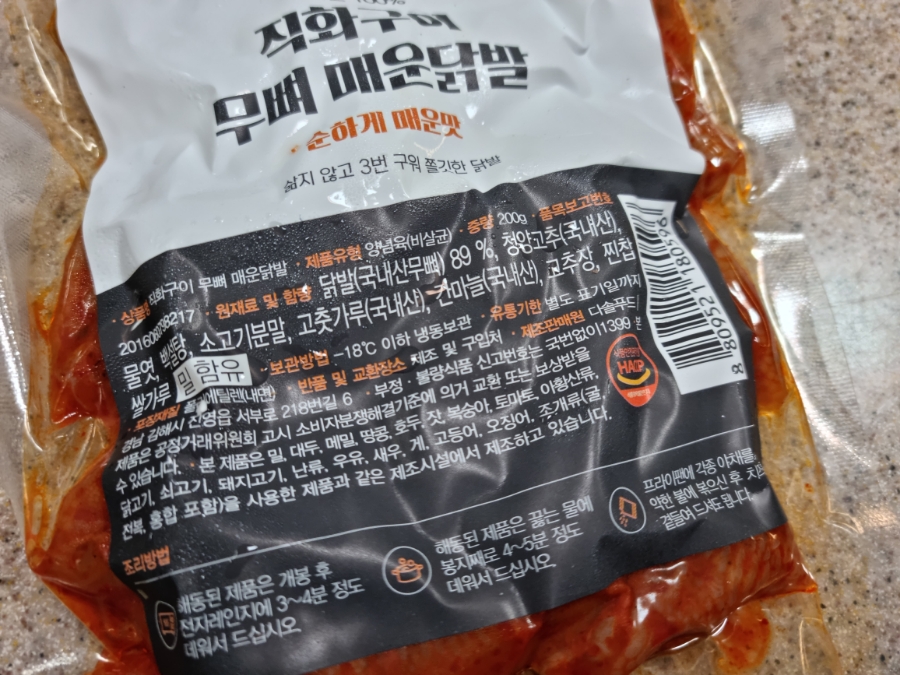 100%
직화구이
무뼈 매운닭발
순하게 매운맛
삶지 않고 3번 구워 쫄깃한 닭발
직화구이 무뼈 매운닭발 · 제품유형 양념육(비살균) · 중량 200g · 품목보고번호
· 원재료 및 함량 닭발(국내산무뼈) 89 %, 청양고추(국내산),
물엿, 백설탕, 소고기분말, 고춧가루(국내산), 간마늘(국내산), 고추장, 찐찹
쌀가루 밀 함유 · 보관방법 -18℃ 이하 냉동보관 · 유통기한 별도 표기일까지
· 포장재질 폴리에틸렌(내면) 반품 및 교환장소 제조 및 구입처 · 제조판매원 다솔푸드/
경남 김해시 진영읍 서부로 218번길 6 · 부정 · 불량식품 신고번호는 국번없이1399
제품은 공정거래위원회 고시 소비자분쟁해결기준에 의거 교환 또는 보상받을
수 있습니다. 본 제품은 밀, 대두, 메밀, 땅콩, 호두, 잣, 복숭아, 토마토, 아황산류,
닭고기, 쇠고기, 돼지고기, 난류, 우유, 새우, 게, 고등어, 오징어, 조개류(굴,
전복, 홍합 포함)을 사용한 제품과 같은 제조시설에서 제조하고 있습니다.
HACCP
조리방법
해동된 제품은 개봉 후
전자레인지에 3~4분 정도
데워서 드십시오.
해동된 제품은 끓는 물에
봉지째로 4~5분 정도
데워서 드십시오.
프라이팬에 각종 야채를,
약한 불에 볶으신 후
곁들여 드셔도 됩니다.